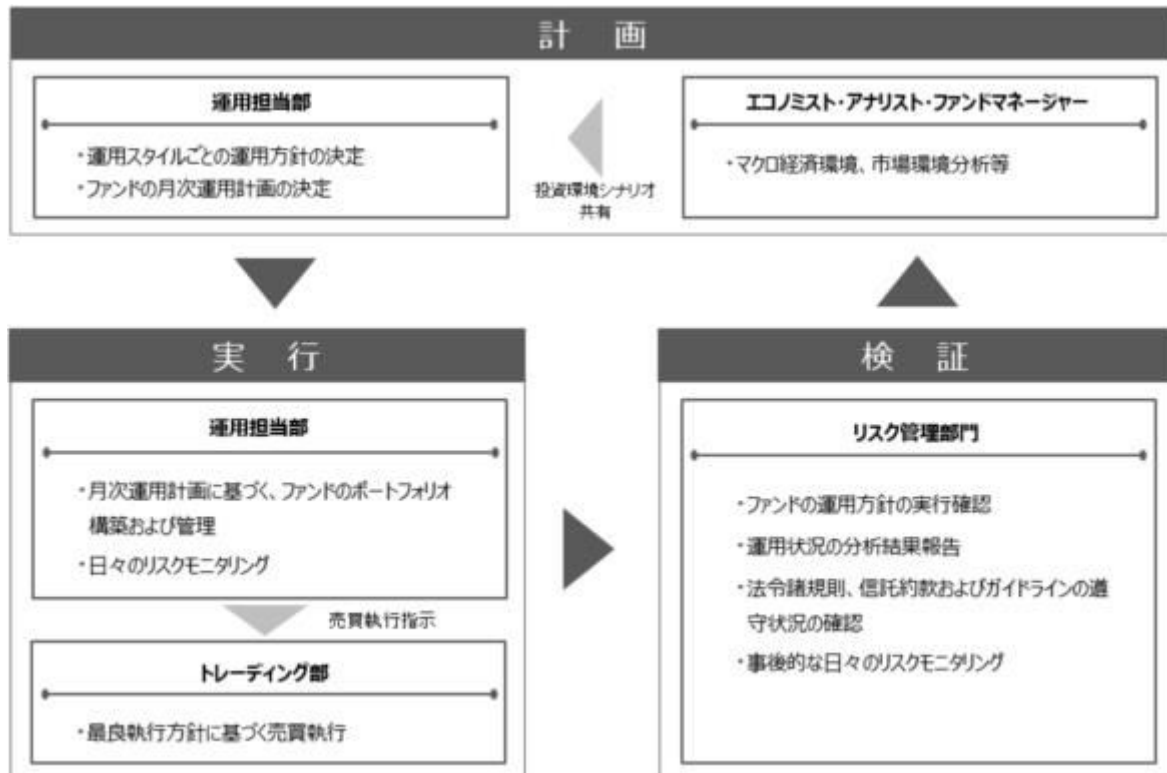 計 画
運用担当部
・運用スタイルごとの運用方針の決定
・ファンドの月次運用計画の決定
投資環境シナリオ
共有
エコノミスト・アナリスト・ファンドマネージャー
・マクロ経済環境、市場環境分析等
実 行
運用担当部
・月次運用計画に基づく、ファンドのポートフォリオ
構築および管理
・日々のリスクモニタリング
売買執行指示
トレーディング部
・最良執行方針に基づく売買執行
検 証
リスク管理部門
・ファンドの運用方針の実行確認
・運用状況の分析結果報告
・法令諸規則、信託約款およびガイドラインの遵
守状況の確認
・事後的な日々のリスクモニタリング